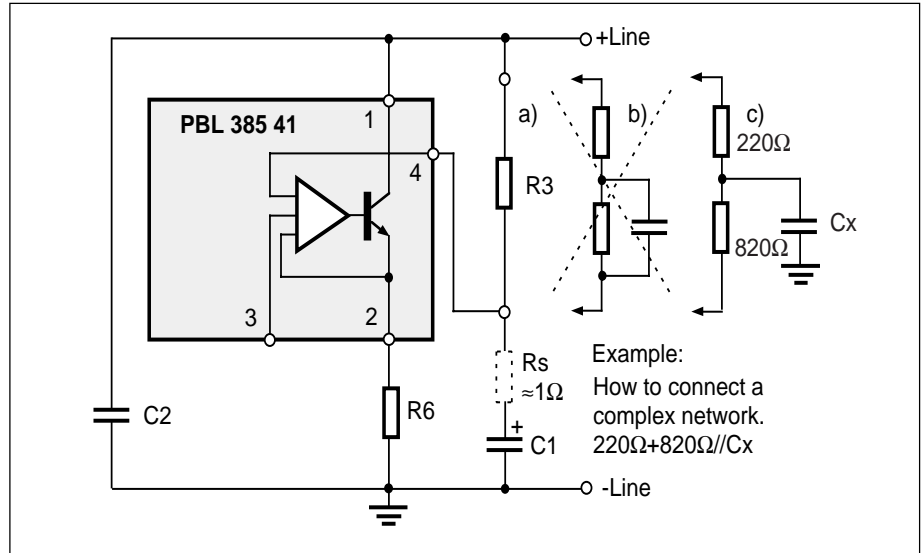 +Line
PBL 385 41
1
a)
b)
c)
220Ω
4
R3
Cx
820Ω
3
2
Example:
Rs
≈1Ω
How to connect a
complex network.
220Ω+820Ω//Cx
R6
C2
+
C1
-Line